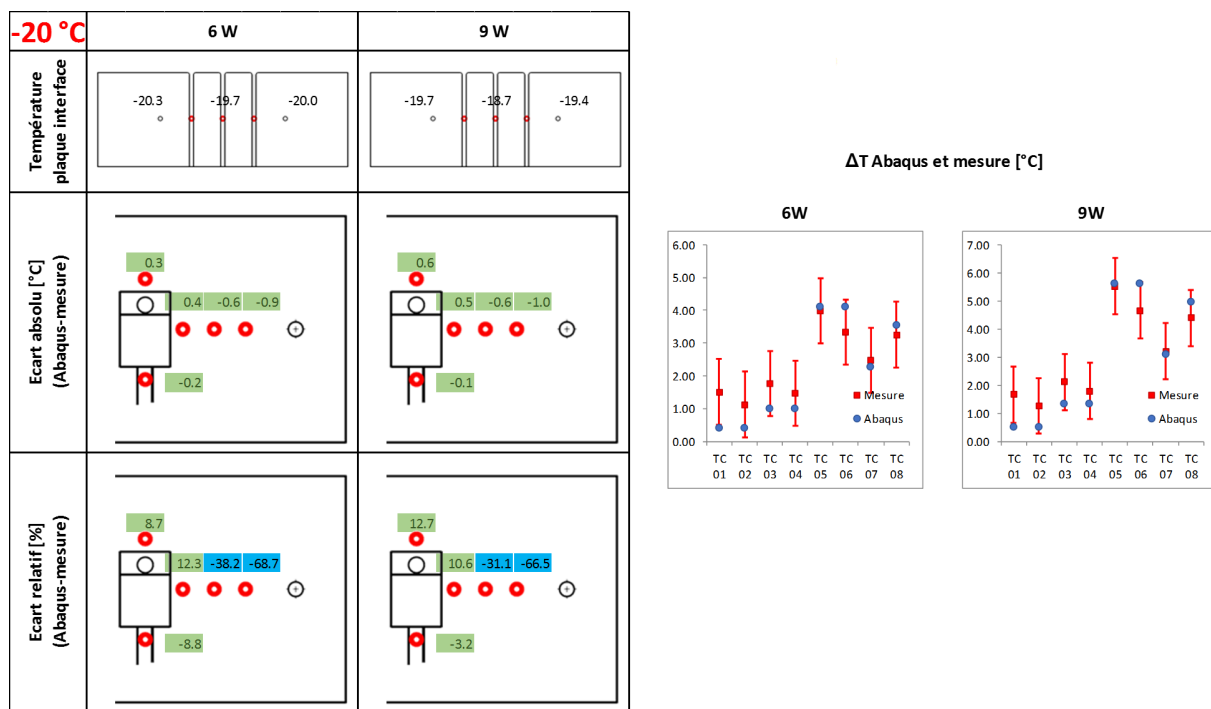 -20 °C 6 W 9 W
Température
plaque interface
-20.3 -19.7 -20.0
-19.7 -18.7 -19.4
Ecart absolu [°C]
(Abaqus-mesure)
0.3
0.4 -0.6 -0.9
-0.2
0.6
0.5 -0.6 -1.0
-0.1
Ecart relatif [%]
(Abaqus-mesure)
8.7
12.3 -38.2 -68.7
-8.8
12.7
10.6 -31.1 -66.5
-3.2
ΔT Abaqus et mesure [°C]
6W
6.00
5.00
4.00
3.00
2.00
1.00
0.00
Mesure
Abaqus
TC TC TC TC TC TC TC TC
01 02 03 04 05 06 07 08
9W
7.00
6.00
5.00
4.00
3.00
2.00
1.00
0.00
Mesure
Abaqus
TC TC TC TC TC TC TC TC
01 02 03 04 05 06 07 08